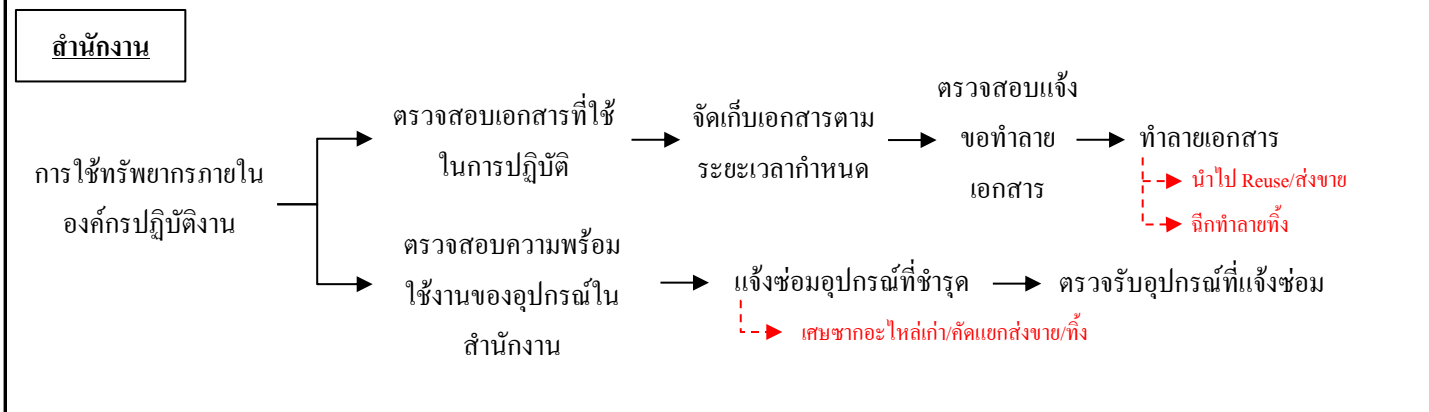 สำนักงาน
การใช้ทรัพยากรภายใน
องค์กรปฏิบัติงาน
ตรวจสอบเอกสารที่ใช้
ในการปฏิบัติ
จัดเก็บเอกสารตาม
ระยะเวลากำหนด
ตรวจสอบแจ้ง
ขอทำลาย
เอกสาร
ทำลายเอกสาร
นำไป Reuse/ส่งขาย
ฉีกทำลายทิ้ง
ตรวจสอบความพร้อม
ใช้งานของอุปกรณ์ใน
สำนักงาน
แจ้งซ่อมอุปกรณ์ที่ชำรุด
เศษซากอะไหล่เก่า/คัดแยกส่งขาย/ทิ้ง
ตรวจรับอุปกรณ์ที่แจ้งซ่อม